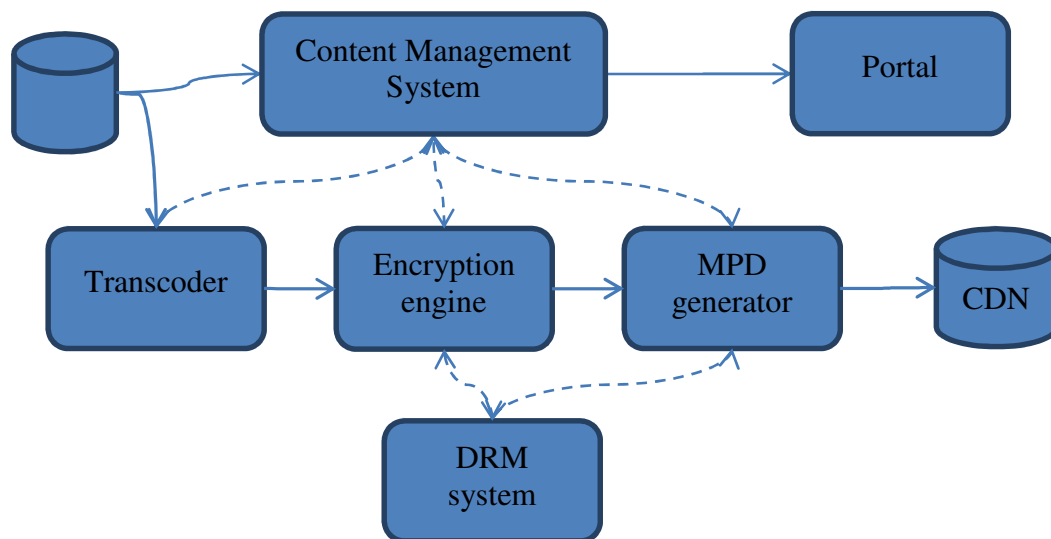 Content Management
System
Portal
Transcoder
Encryption
engine
MPD
generator
CDN
DRM
system